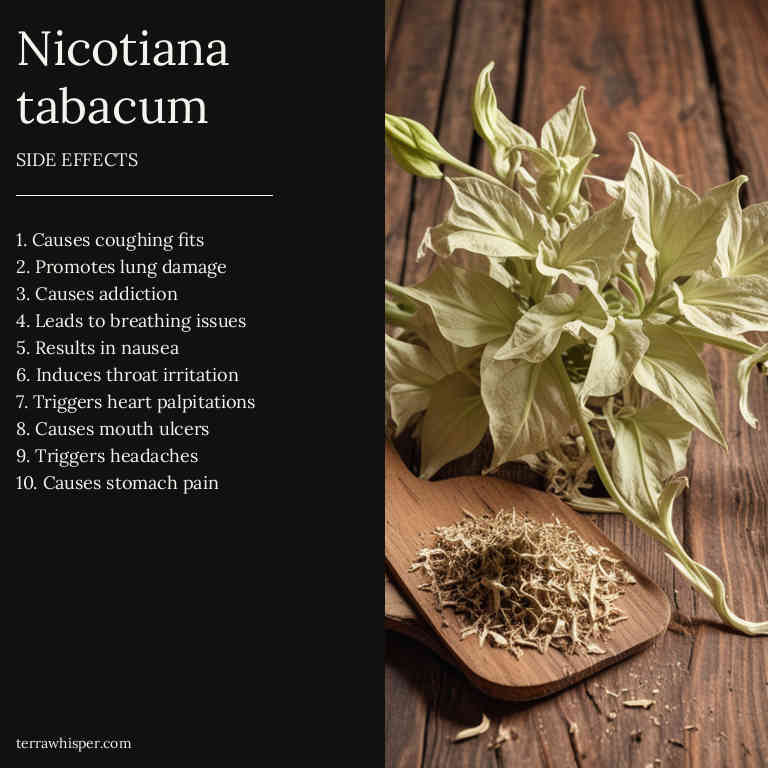 Nicotiana
tabacum
SIDE EFFECTS
1. Causes coughing fits
2. Promotes lung damage
3. Causes addiction
4. Leads to breathing issues
5. Results in nausea
6. Induces throat irritation
7. Triggers heart palpitations
8. Causes mouth ulcers
9. Triggers headaches
10. Causes stomach pain
terrawhisper.com